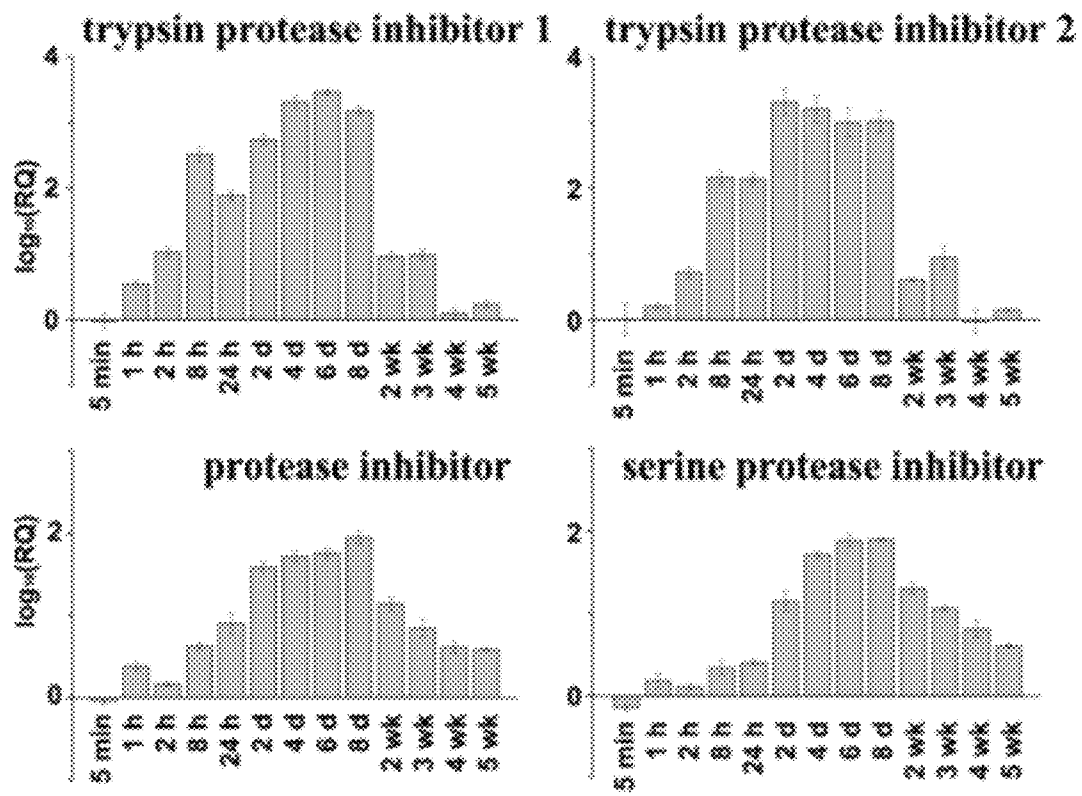 trypsin protease inhibitor 1
4
2
0
log₁₀(RQ)
5 min 1 h 2 h 8 h 24 h 2 d 4 d 6 d 8 d 2 wk 3 wk 4 wk 5 wk
trypsin protease inhibitor 2
4
2
0
5 min 1 h 2 h 8 h 24 h 2 d 4 d 6 d 8 d 2 wk 3 wk 4 wk 5 wk
protease inhibitor
2
0
log₁₀(RQ)
5 min 1 h 2 h 8 h 24 h 2 d 4 d 6 d 8 d 2 wk 3 wk 4 wk 5 wk
serine protease inhibitor
2
0
5 min 1 h 2 h 8 h 24 h 2 d 4 d 6 d 8 d 2 wk 3 wk 4 wk 5 wk